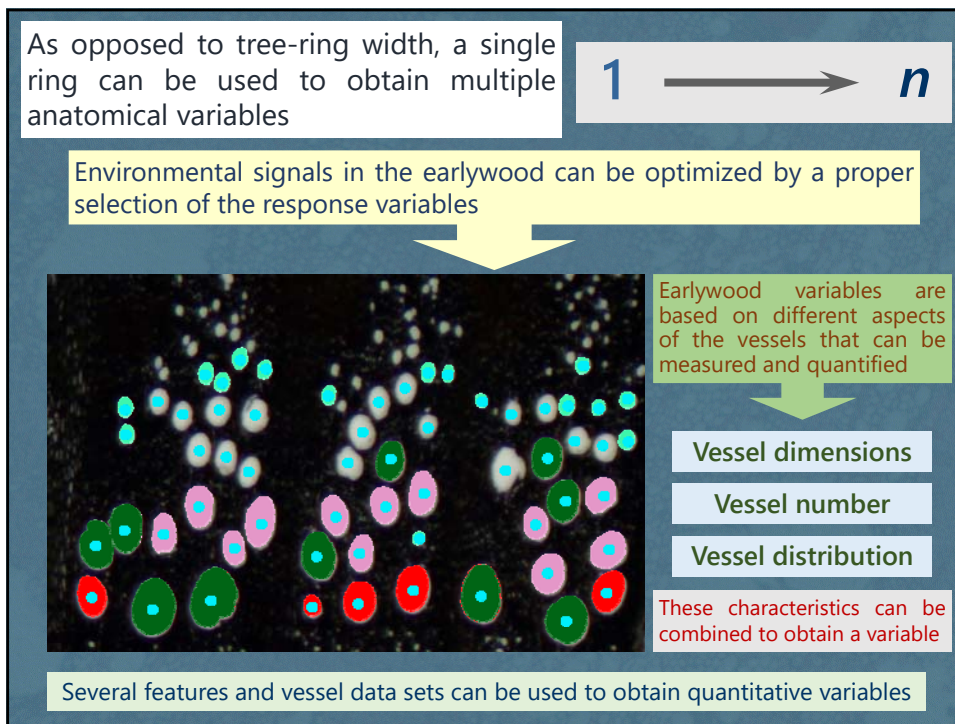 As opposed to tree-ring width, a single
ring can be used to obtain multiple
anatomical variables
1 n
Environmental signals in the earlywood can be optimized by a proper
selection of the response variables
Earlywood variables are
based on different aspects
of the vessels that can be
measured and quantified
Vessel dimensions
Vessel number
Vessel distribution
These characteristics can be
combined to obtain a variable
Several features and vessel data sets can be used to obtain quantitative variables